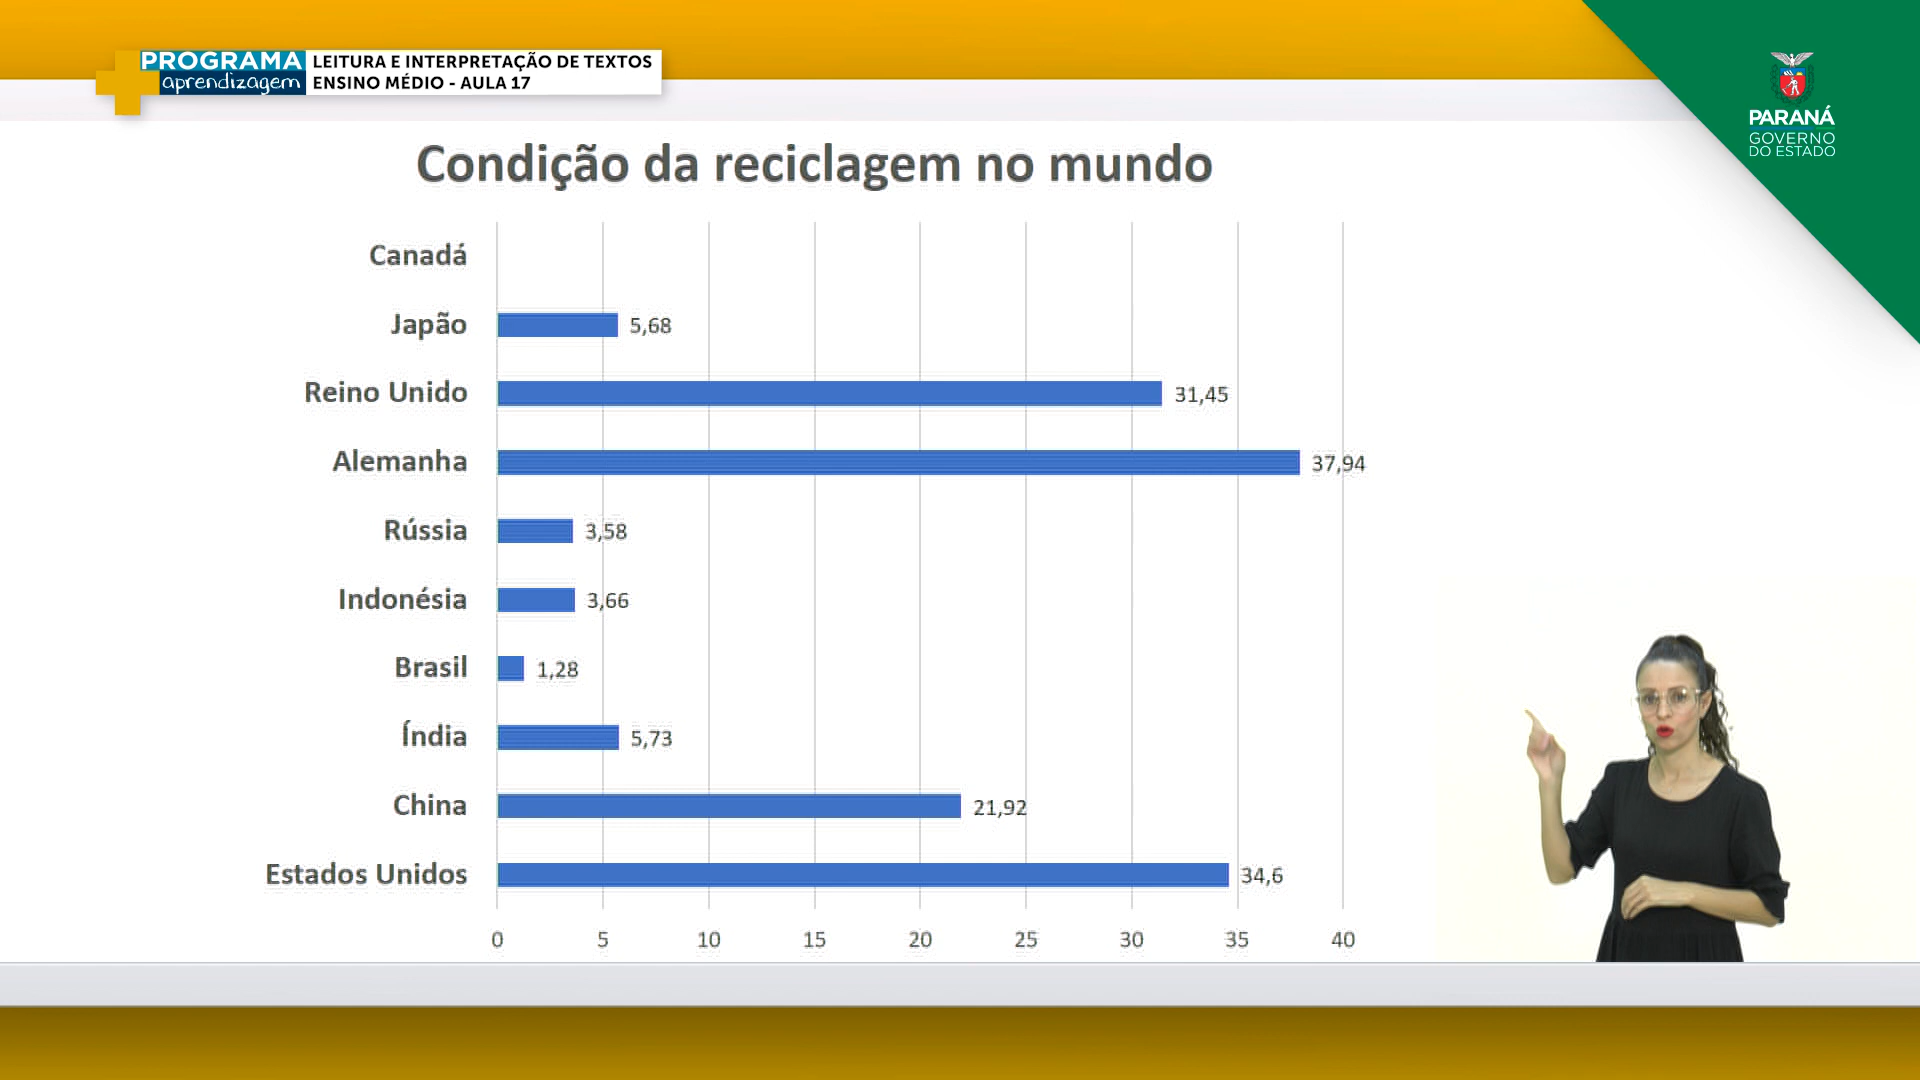 PROGRAMA
aprendizagem
LEITURA E INTERPRETAÇÃO DE TEXTOS
ENSINO MÉDIO - AULA 17
PARANÁ
GOVERNO
DO ESTADO
Condição da reciclagem no mundo
Canadá
Japão 5,68
Reino Unido 31,45
Alemanha 37,94
Rússia 3,58
Indonésia 3,66
Brasil 1,28
Índia 5,73
China 21,92
Estados Unidos 34,6
0 5 10 15 20 25 30 35 40